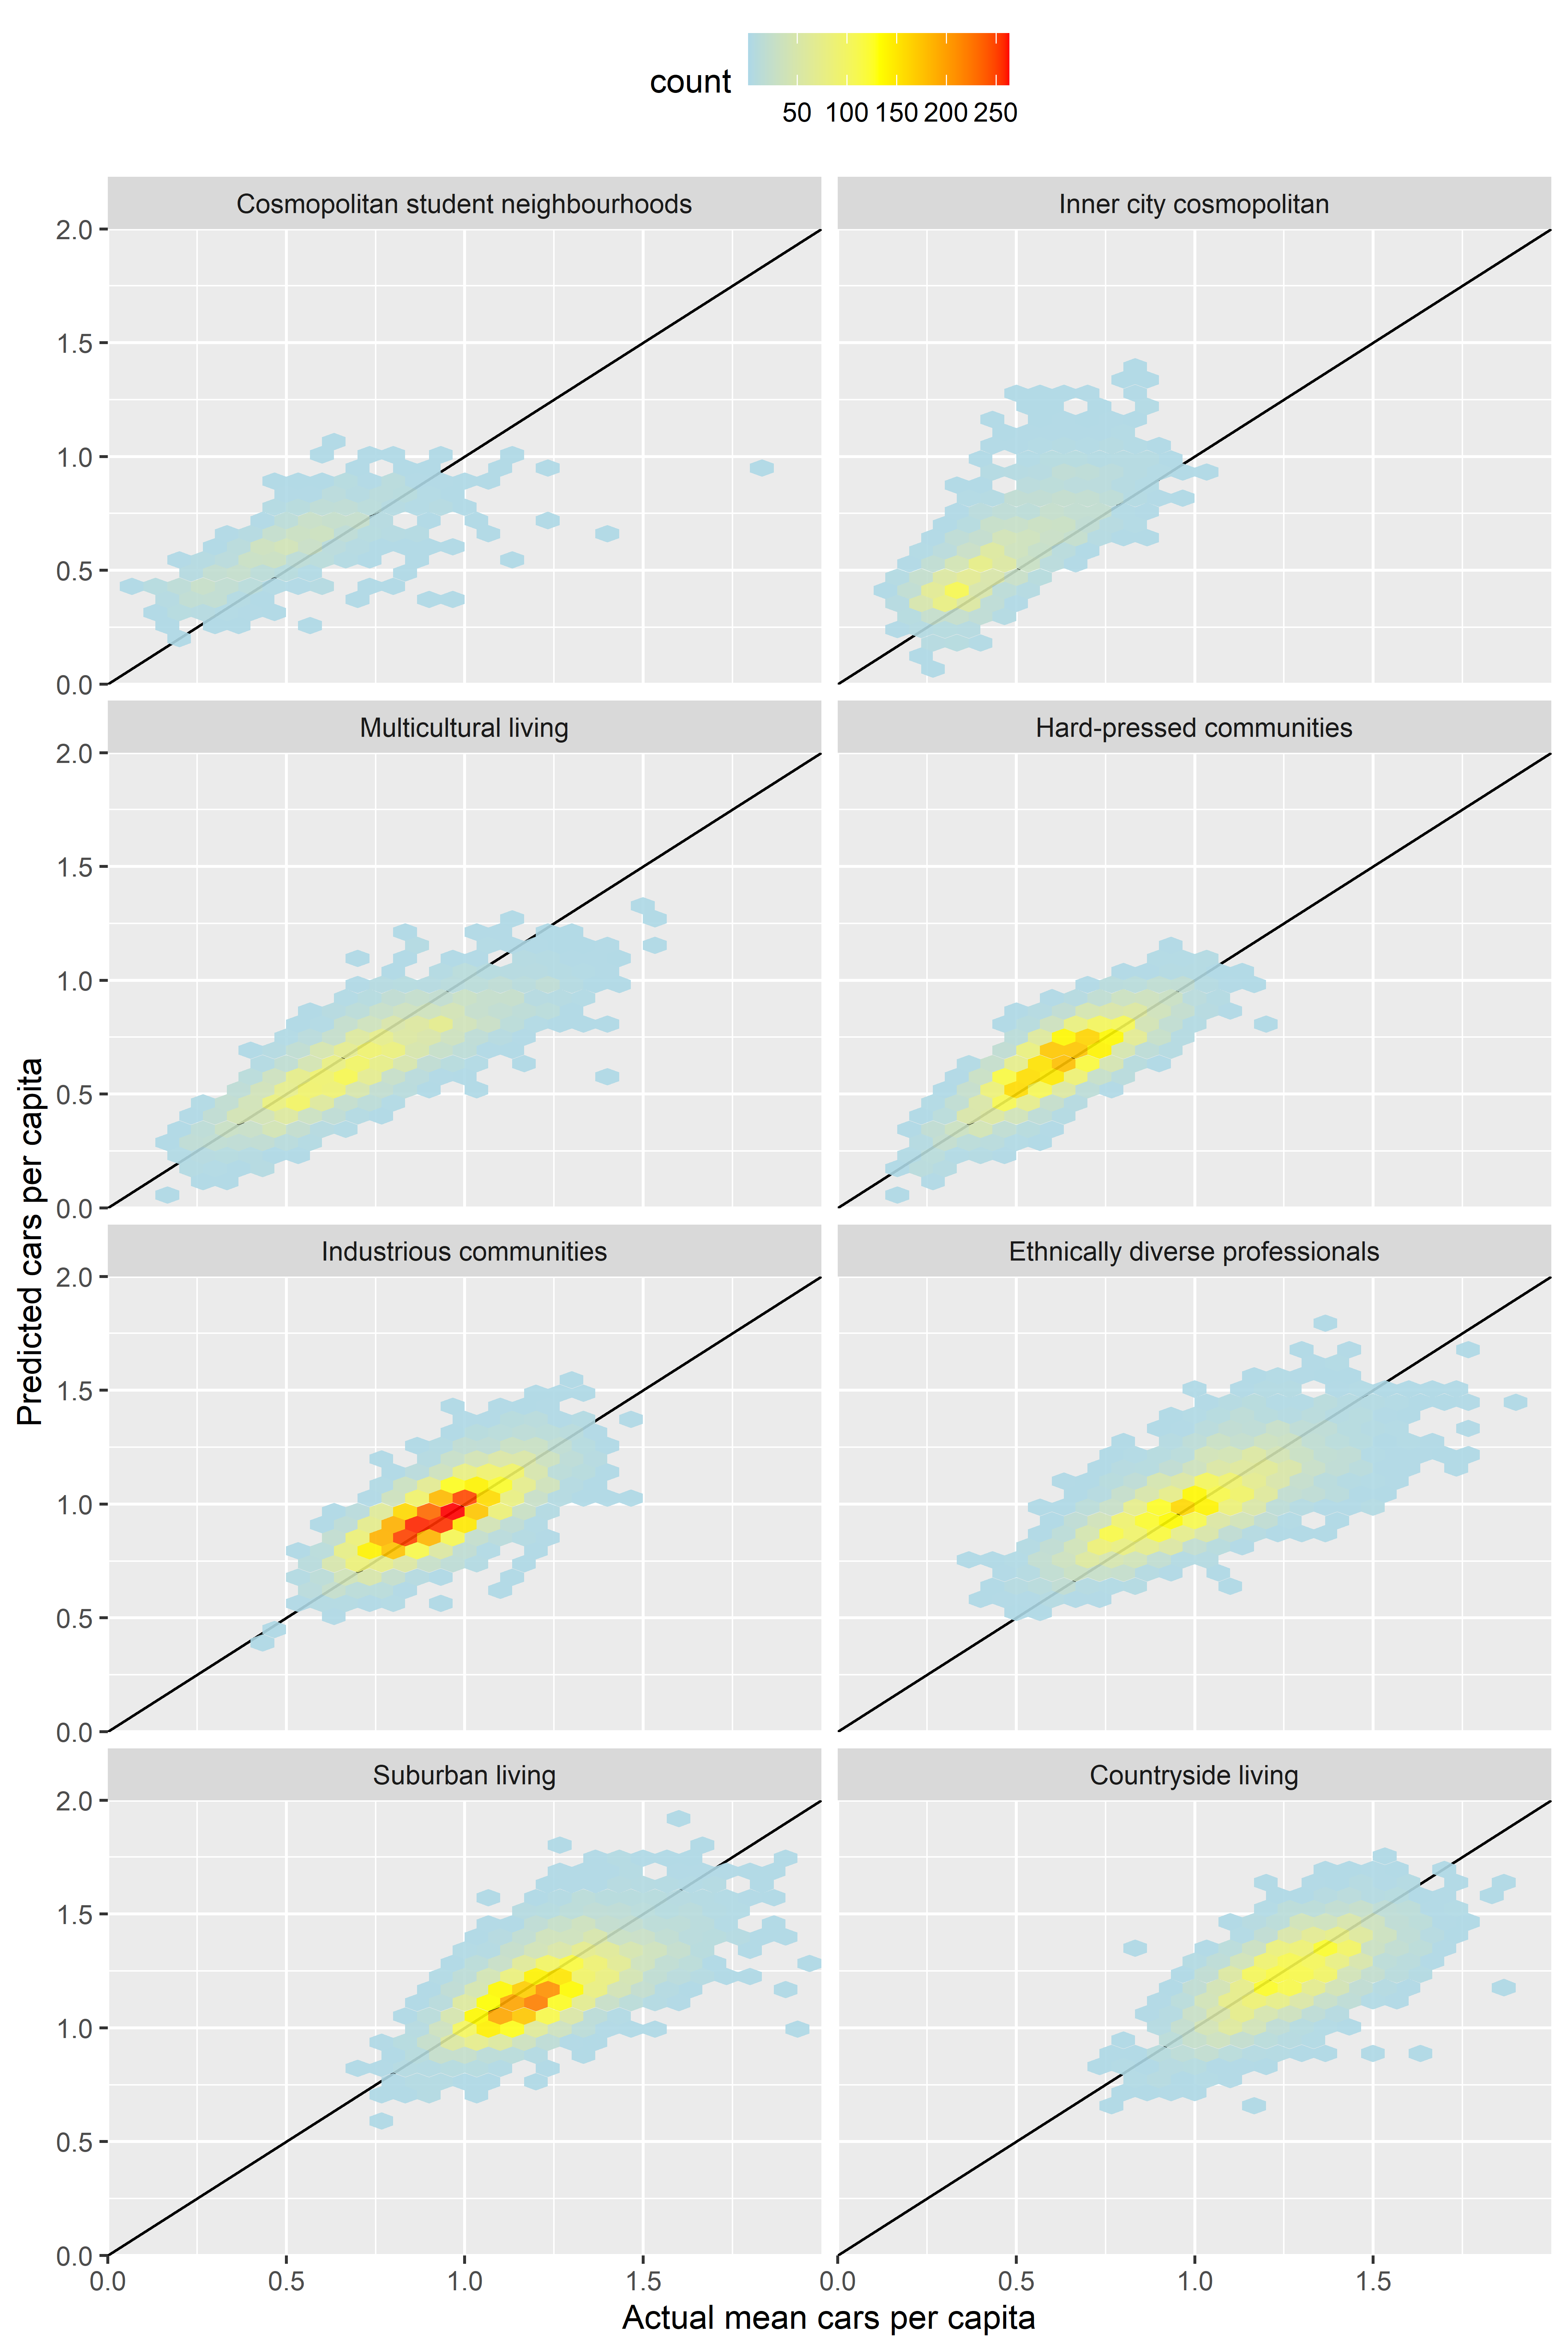 count
50 100 150 200 250
Cosmopolitan student neighbourhoods
Inner city cosmopolitan
2.0
1.5
1.0
0.5
0.0
Multicultural living
Hard-pressed communities
2.0
1.5
1.0
0.5
0.0
Predicted cars per capita
Industrious communities
Ethnically diverse professionals
2.0
1.5
1.0
0.5
0.0
Suburban living
Countryside living
2.0
1.5
1.0
0.5
0.0
0.0 0.5 1.0 1.5
0.0 0.5 1.0 1.5
Actual mean cars per capita